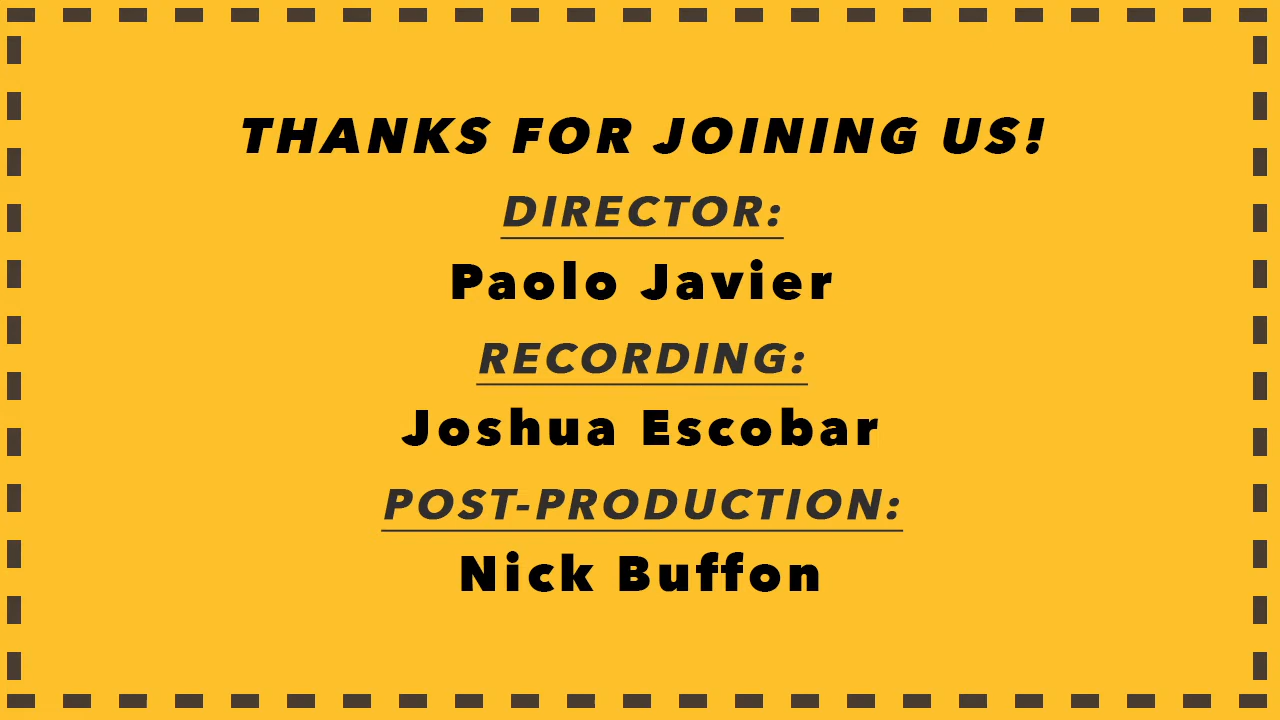 THANKS FOR JOINING US!
DIRECTOR:
Paolo Javier
RECORDING:
Joshua Escobar
POST-PRODUCTION:
Nick Buffon